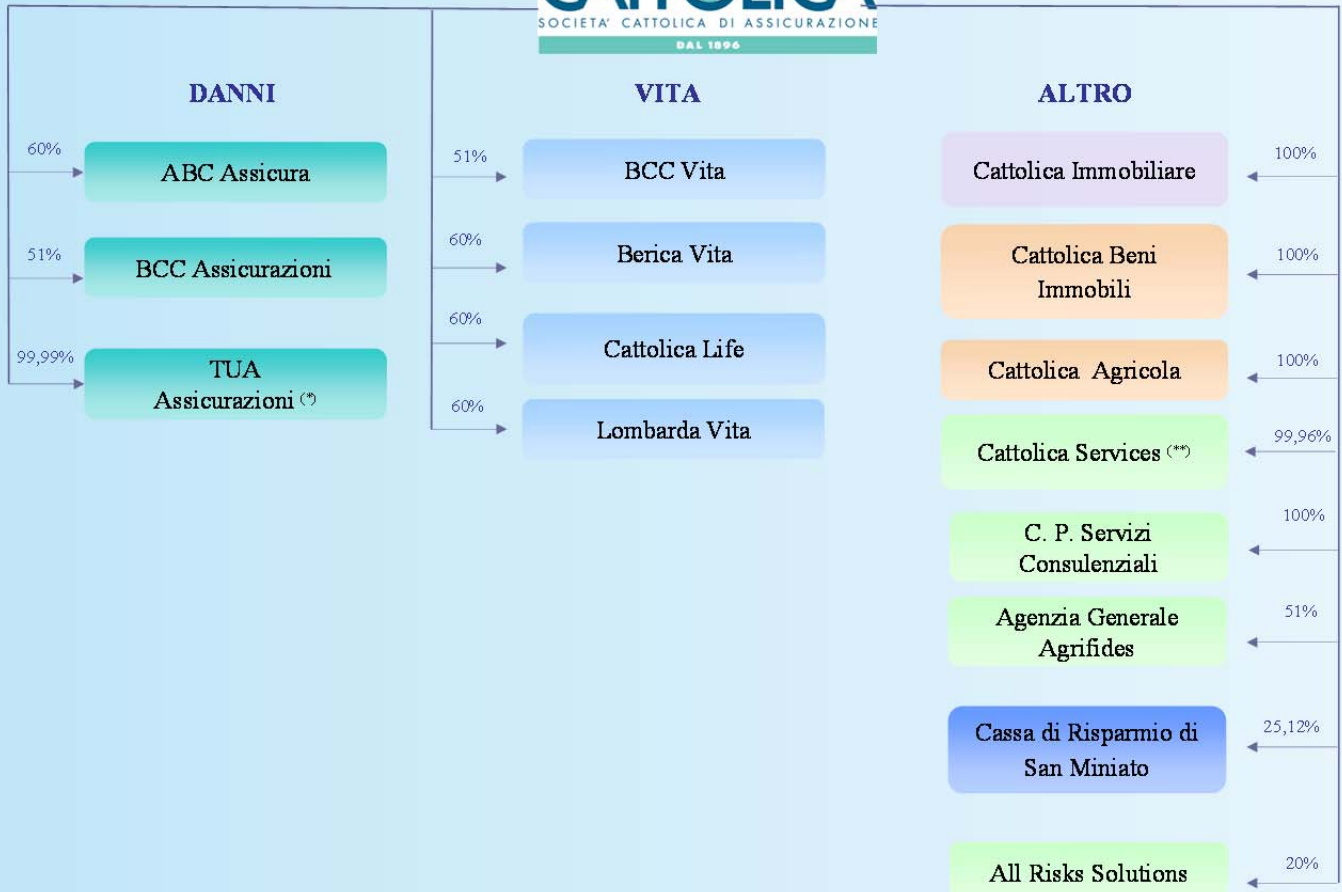 CATTOLICA
SOCIETA' CATTOLICA DI ASSICURAZIONE
DAL 1896
DANNI
VITA
ALTRO
60%
ABC Assicura
51%
BCC Assicurazioni
99,99%
TUA
Assicurazioni (*)
51%
BCC Vita
60%
Berica Vita
60%
Cattolica Life
60%
Lombarda Vita
Cattolica Immobiliare
100%
Cattolica Beni
Immobili
100%
Cattolica Agricola
100%
Cattolica Services (**)
99,96%
C. P. Servizi
Consulenziali
100%
Agenzia Generale
Agrifides
51%
Cassa di Risparmio di
San Miniato
25,12%
All Risks Solutions
20%